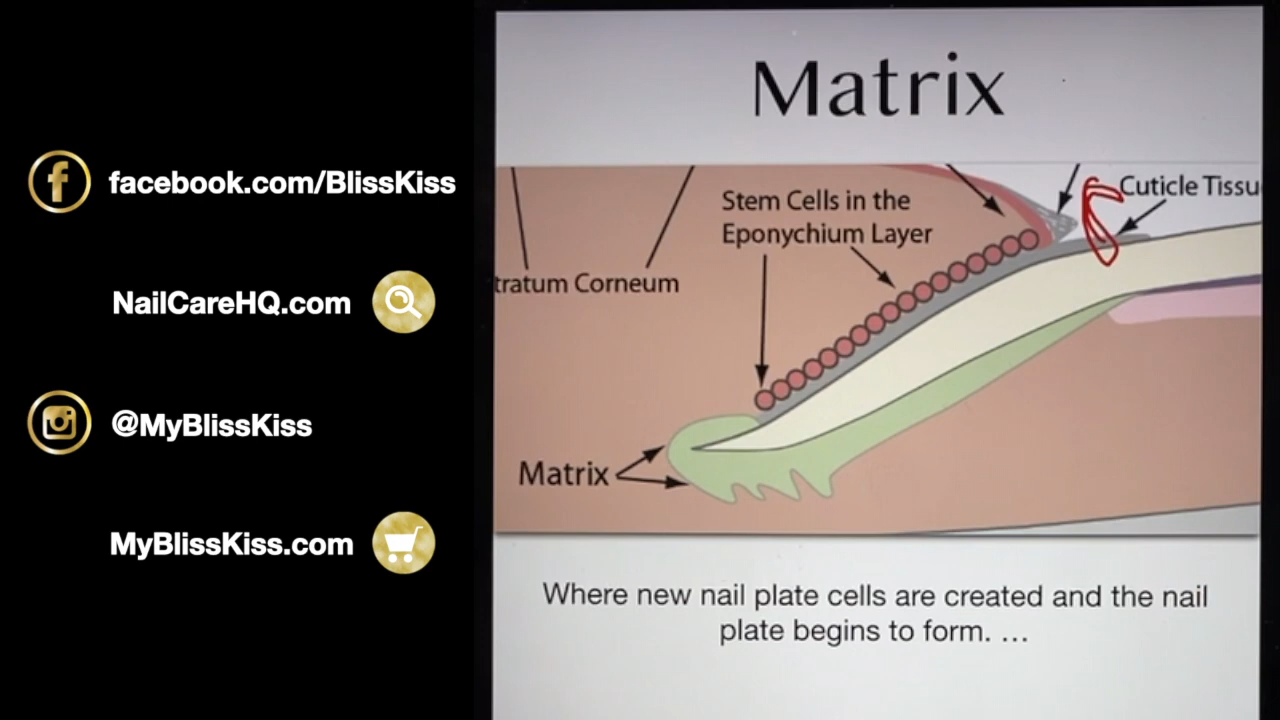 facebook.com/BlissKiss
NailCareHQ.com
@MyBlissKiss
MyBlissKiss.com
Matrix
Stem Cells in the
Eponychium Layer
Cuticle Tissu
tratum Corneum
Matrix
Where new nail plate cells are created and the nail
plate begins to form. ...